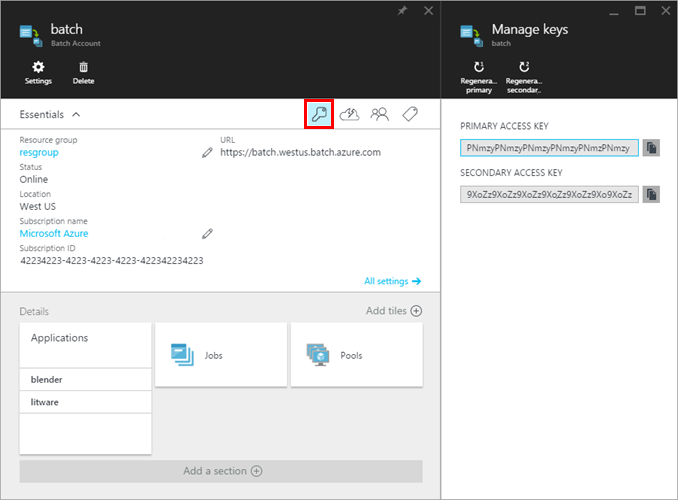 batch
Batch Account
Settings
Delete
Essentials
Resource group
resgroup
Status
Online
Location
West US
Subscription name
Microsoft Azure
Subscription ID
42234223-4223-4223-4223-422342234223
URL
https://batch.westus.batch.azure.com
All settings
Details
Add tiles
Applications
blender
litware
Jobs
Pools
Add a section
Manage keys
batch
Regenera...
primary
Regenera...
secondar..
PRIMARY ACCESS KEY
PNmzyPNmzyPNmzyPNmzyPNmzPNmzy
SECONDARY ACCESS KEY
9XoZz9XoZz9XoZz9XoZz9XoZz9Xo9XoZz